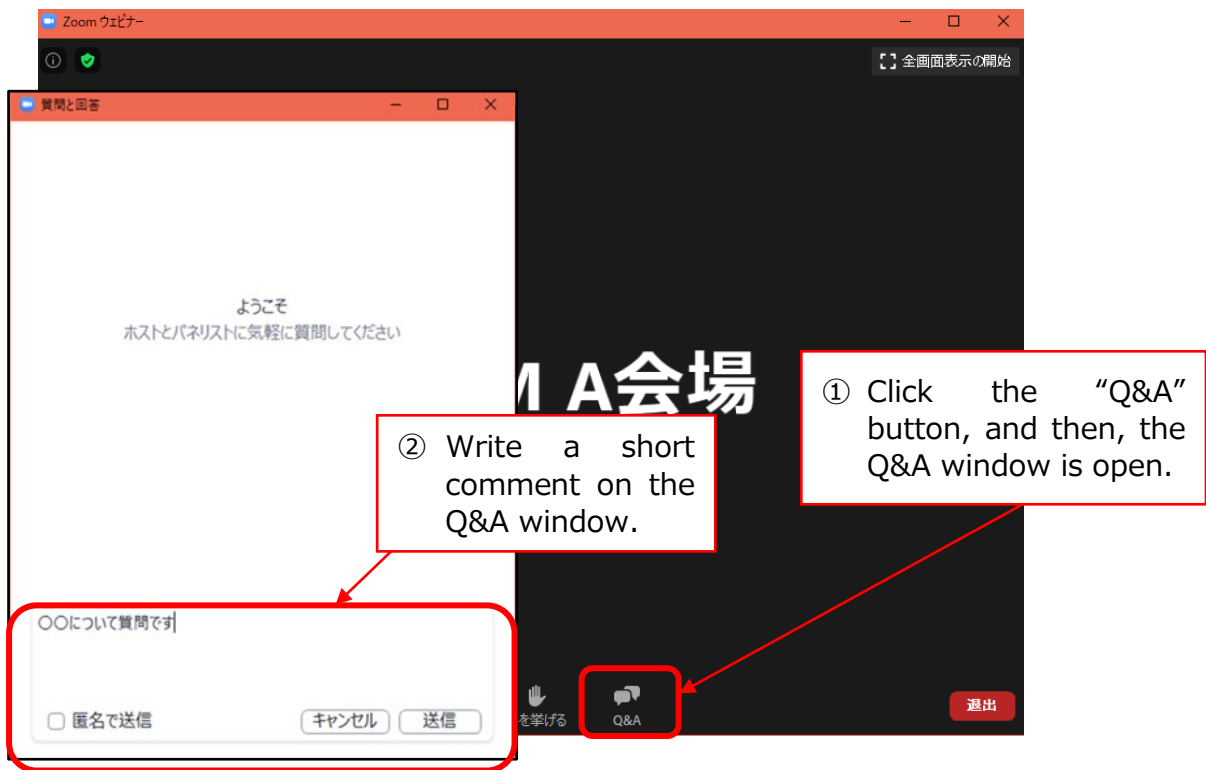 Zoom ウェビナー
全画面表示の開始
質問と回答
ようこそ
ホストとパネリストに気軽に質問してください
A会場
① Click the “Q&A”
button, and then, the
Q&A window is open.
② Write a short
comment on the
Q&A window.
〇〇について質問です
匿名で送信
キャンセル
送信
を挙げる
Q&A
退出